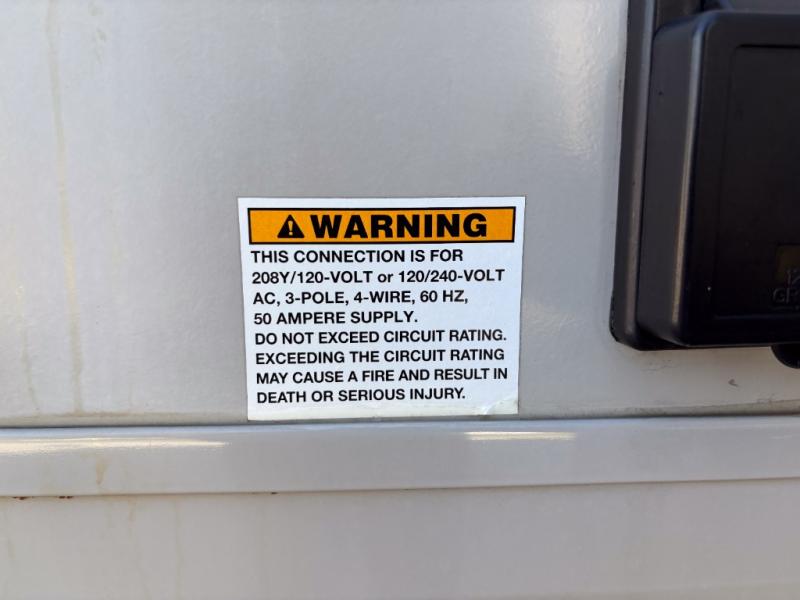 WARNING
THIS CONNECTION IS FOR
208Y/120-VOLT or 120/240-VOLT
AC, 3-POLE, 4-WIRE, 60 HZ,
50 AMPERE SUPPLY.
DO NOT EXCEED CIRCUIT RATING.
EXCEEDING THE CIRCUIT RATING
MAY CAUSE A FIRE AND RESULT IN
DEATH OR SERIOUS INJURY.